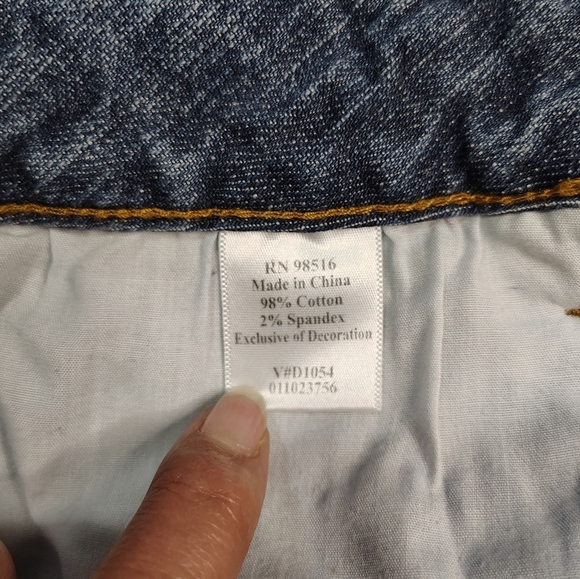 RN 98516
Made in China
98% Cotton
2% Spandex
Exclusive of Decoration
V#D1054
011023756